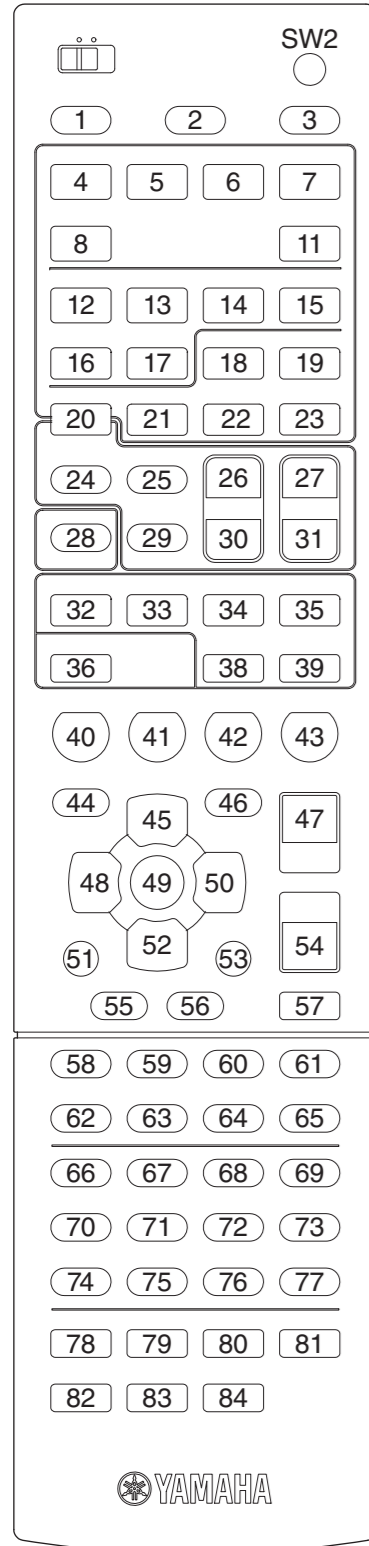 SW2
1 2 3
4 5 6 7
8 11
12 13 14 15
16 17 18 19
20 21 22 23
24 25 26 27
28 29 30 31
32 33 34 35
36 38 39
40 41 42 43
44 45 46 47
48 49 50
51 52 53 54
55 56 57
58 59 60 61
62 63 64 65
66 67 68 69
70 71 72 73
74 75 76 77
78 79 80 81
82 83 84
YAMAHA